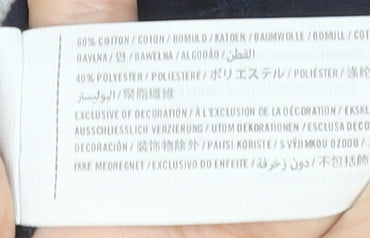 60% COTTON / COTON / BOMULD / KATOEN / BAUMWOLLE / BOMULL / COT
BAVLNA / 면 / BAWEŁNA / ALGODÃO / القطن
40% POLYESTER / POLIESTERE / ポリエステル / POLIÉSTER / 涤纶
البوليستر / 聚脂纖維
EXCLUSIVE OF DECORATION / À L'EXCLUSION DE LA DÉCORATION / EKSKL
AUSSCHLIESSLICH VERZIERUNG / UTOM DEKORATIONEN / ESCLUSA DECO
DECORACIÓN / 装饰物除外 / PAITSI KORISTE / S VÝJIMKOU OZDOB /
IKKE MEDREGNET / EXCLUSIVO DO ENFEITE / دون زخرفة / 不包括飾